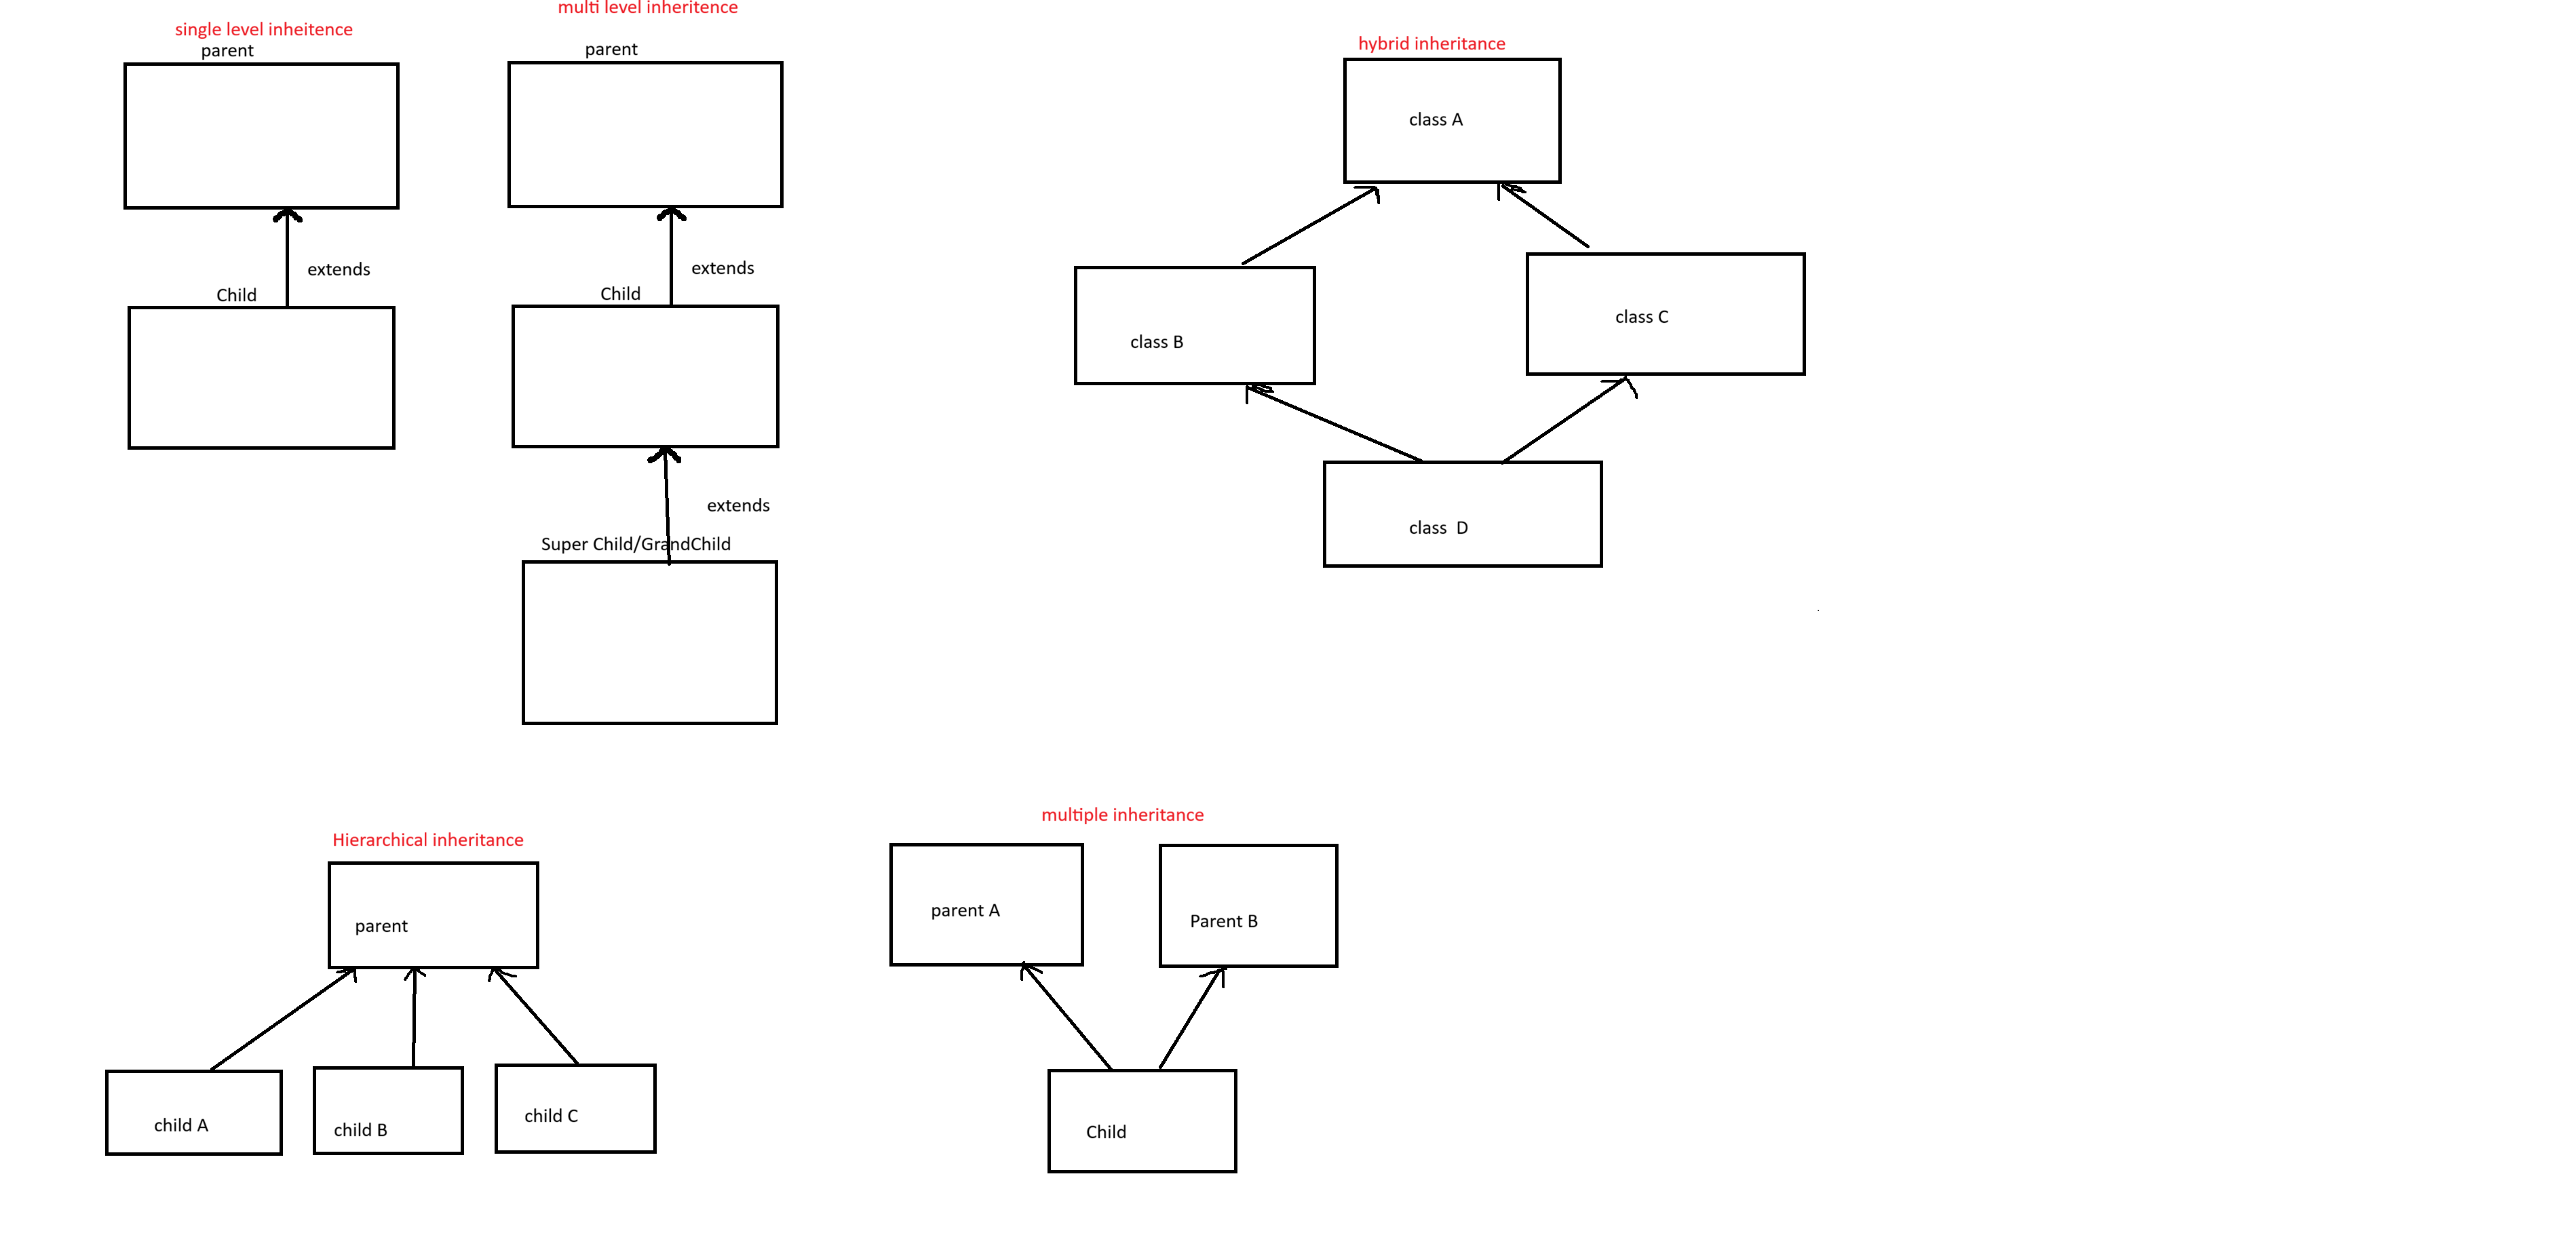 single level inheitence
parent
extends
Child
multi level inheritence
parent
extends
Child
extends
Super Child/GrandChild
hybrid inheritance
class A
class B
class C
class  D
Hierarchical inheritance
parent
child A
child B
child C
multiple inheritance
parent A
Parent B
Child